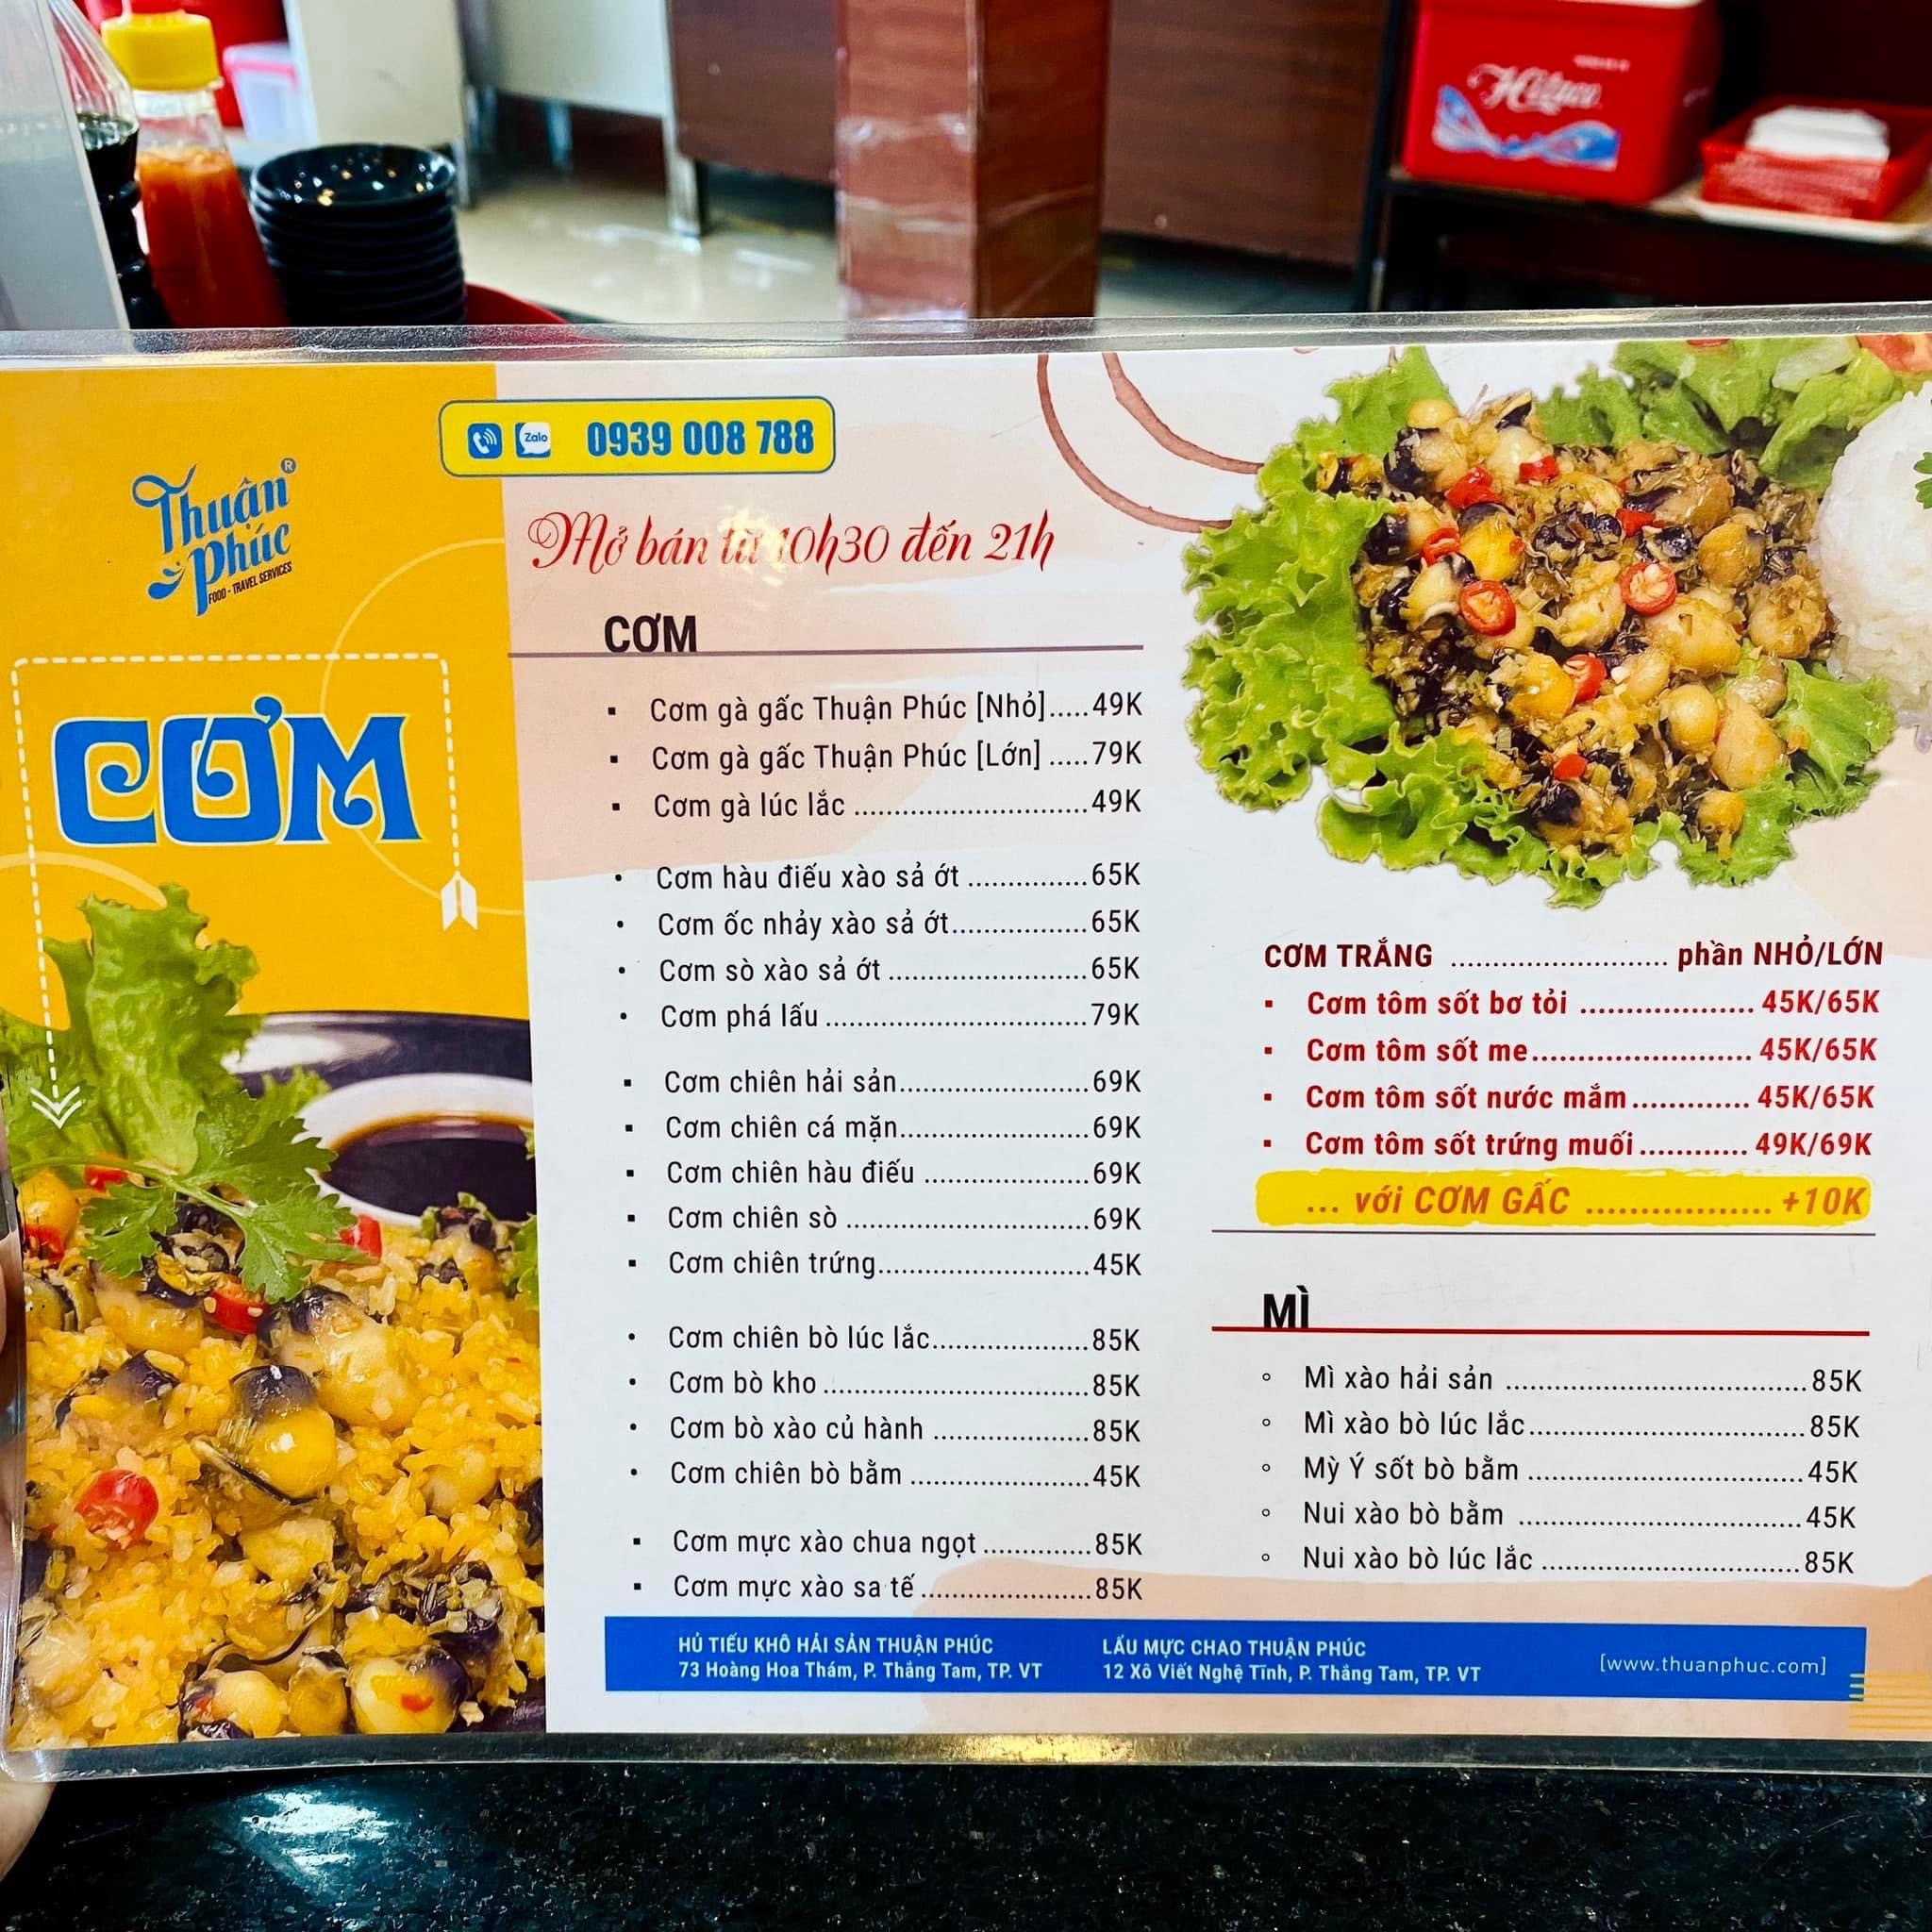 Hilac
Thuận®
Phúc
FOOD - TRAVEL SERVICES
Zalo 0939 008 788
Mở bán từ 10h30 đến 21h
CƠM
CƠM
▪ Cơm gà gấc Thuận Phúc [Nhỏ].....49K
▪ Cơm gà gấc Thuận Phúc [Lớn] .....79K
▪ Cơm gà lúc lắc .........................49K
• Cơm hàu điếu xào sả ớt ...............65K
• Cơm ốc nhảy xào sả ớt.................65K
• Cơm sò xào sả ớt .........................65K
• Cơm phá lấu .................................79K
▪ Cơm chiên hải sản........................69K
▪ Cơm chiên cá mặn........................69K
▪ Cơm chiên hàu điếu .....................69K
▪ Cơm chiên sò ...............................69K
▪ Cơm chiên trứng...........................45K
• Cơm chiên bò lúc lắc....................85K
• Cơm bò kho ..................................85K
• Cơm bò xào củ hành ....................85K
• Cơm chiên bò bằm .......................45K
▪ Cơm mực xào chua ngọt ..............85K
▪ Cơm mực xào sa tế ......................85K
CƠM TRẮNG .......................... phần NHỎ/LỚN
▪ Cơm tôm sốt bơ tỏi .................... 45K/65K
▪ Cơm tôm sốt me.......................... 45K/65K
▪ Cơm tôm sốt nước mắm.............. 45K/65K
▪ Cơm tôm sốt trứng muối............. 49K/69K
... với CƠM GẤC .................. +10K
MÌ
◦ Mì xào hải sản ......................................85K
◦ Mì xào bò lúc lắc...................................85K
◦ Mỳ Ý sốt bò bằm ...................................45K
◦ Nui xào bò bằm ....................................45K
◦ Nui xào bò lúc lắc .................................85K
HỦ TIẾU KHÔ HẢI SẢN THUẬN PHÚC
73 Hoàng Hoa Thám, P. Thắng Tam, TP. VT
LẨU MỰC CHAO THUẬN PHÚC
12 Xô Viết Nghệ Tĩnh, P. Thắng Tam, TP. VT
[www.thuanphuc.com]